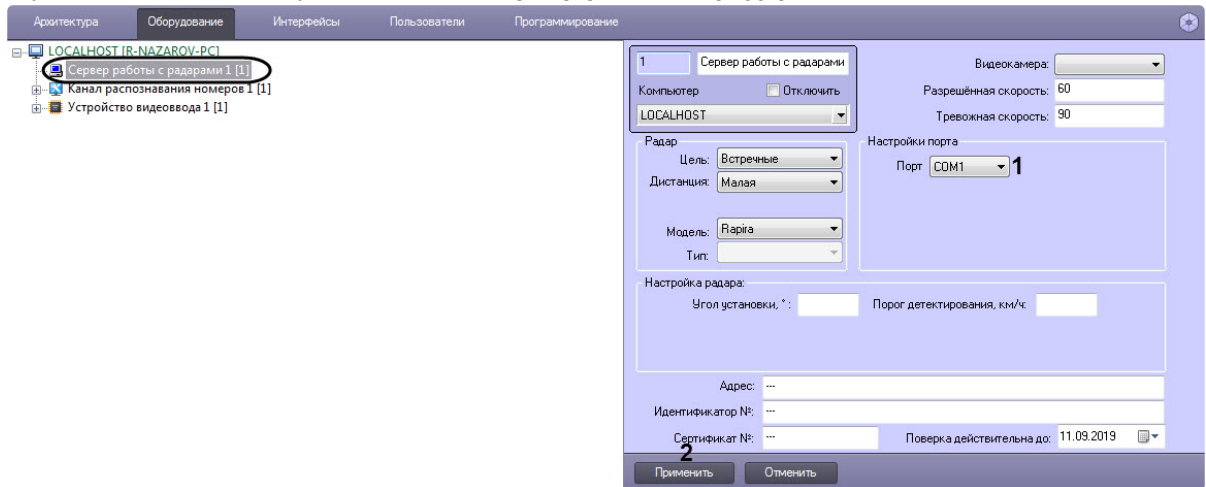 Архитектура Оборудование Интерфейсы Пользователи Программирование
LOCALHOST [R-NAZAROV-PC]
Сервер работы с радарами 1 [1]
Канал распознавания номеров 1 [1]
Устройство видеоввода 1 [1]
1 Сервер работы с радарами
Компьютер Отключить
LOCALHOST
Видеокамера:
Разрешённая скорость: 60
Тревожная скорость: 90
Радар
Цель: Встречные
Дистанция: Малая
Модель: Rapira
Тип:
Настройки порта
Порт COM1 1
Настройка радара:
Угол установки, °: Порог детектирования, км/ч:
Адрес: ---
Идентификатор №: ---
Сертификат №: --- Поверка действительна до: 11.09.2019
2
Применить Отменить